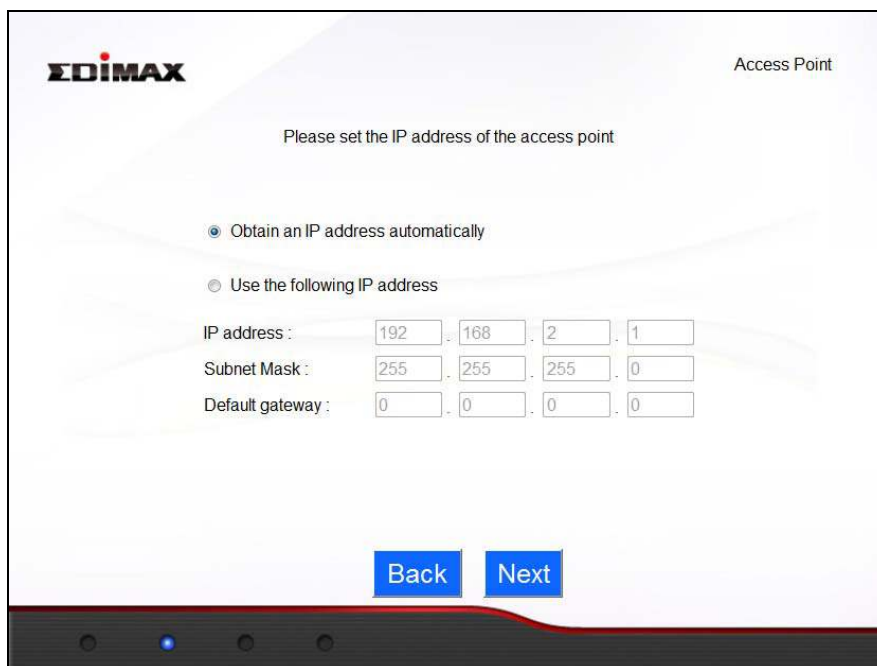 EDIMAX
Access Point
Please set the IP address of the access point
Obtain an IP address automatically
Use the following IP address
IP address : 192 . 168 . 2 . 1
Subnet Mask : 255 . 255 . 255 . 0
Default gateway : 0 . 0 . 0 . 0
Back Next